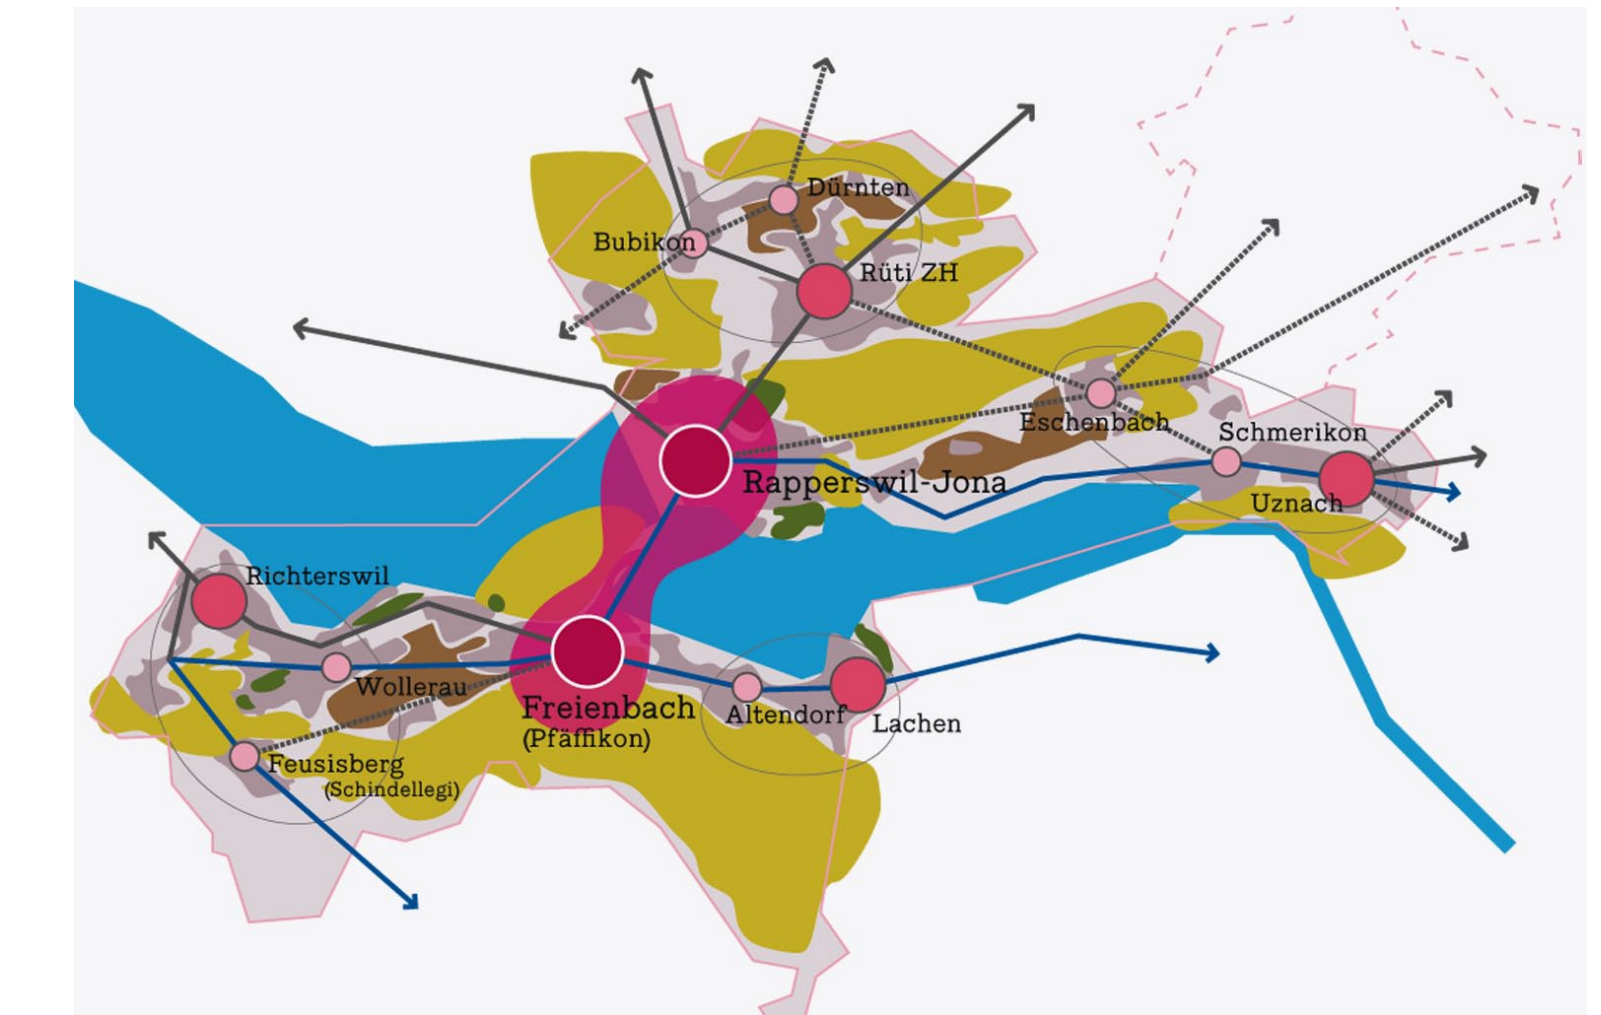 Dürnten
Bubikon
Rüti ZH
Eschenbach
Schmerikon
Rapperswil-Jona
Uznach
Richterswil
Wollerau
Freienbach
(Pfäffikon)
Altendorf
Lachen
Feusisberg
(Schindellegi)